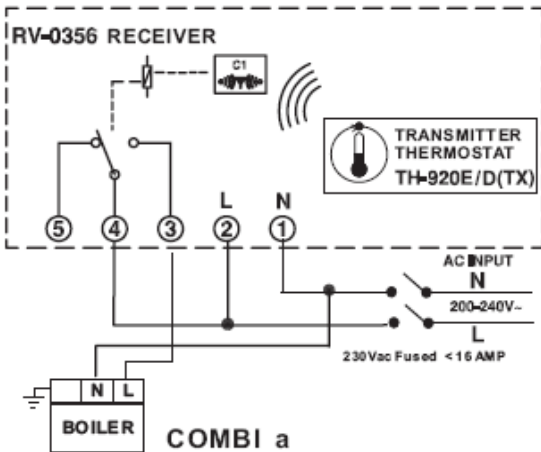 RV-0356 RECEIVER
C1
TRANSMITTER
THERMOSTAT
TH-920E/D(TX)
L N
5 4 3 2 1
AC INPUT
N
200-240V~
L
230Vac Fused <16 AMP
N L
BOILER
COMBI a